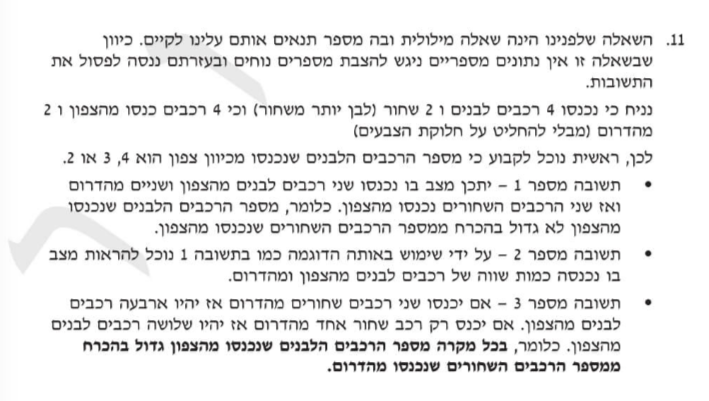 11. השאלה שלפנינו הינה שאלה מילולית ובה מספר תנאים אותם עלינו לקיים. כיוון
שבשאלה זו אין נתונים מספריים ניגש להצבת מספרים נוחים ובעזרתם ננסה לפסול את
התשובות.
נניח כי נכנסו 4 רכבים לבנים ו 2 שחור (לבן יותר משחור) וכי 4 רכבים כנסו מהצפון ו 2
מהדרום (מבלי להחליט על חלוקת הצבעים)
לכן, ראשית נוכל לקבוע כי מספר הרכבים הלבנים שנכנסו מכיוון צפון הוא 4, 3 או 2.
• תשובה מספר 1 – יתכן מצב בו נכנסו שני רכבים לבנים מהצפון ושניים מהדרום
ואז שני הרכבים השחורים נכנסו מהצפון. כלומר, מספר הרכבים הלבנים שנכנסו
מהצפון לא גדול בהכרח ממספר הרכבים השחורים שנכנסו מהצפון.
• תשובה מספר 2 – על ידי שימוש באותה הדוגמה כמו בתשובה 1 נוכל להראות מצב
בו נכנסה כמות שווה של רכבים לבנים מהצפון ומהדרום.
• תשובה מספר 3 – אם יכנסו שני רכבים שחורים מהדרום אז יהיו ארבעה רכבים
לבנים מהצפון. אם יכנס רק רכב שחור אחד מהדרום אז יהיו שלושה רכבים לבנים
מהצפון. כלומר, בכל מקרה מספר הרכבים הלבנים שנכנסו מהצפון גדול בהכרח
ממספר הרכבים השחורים שנכנסו מהדרום.